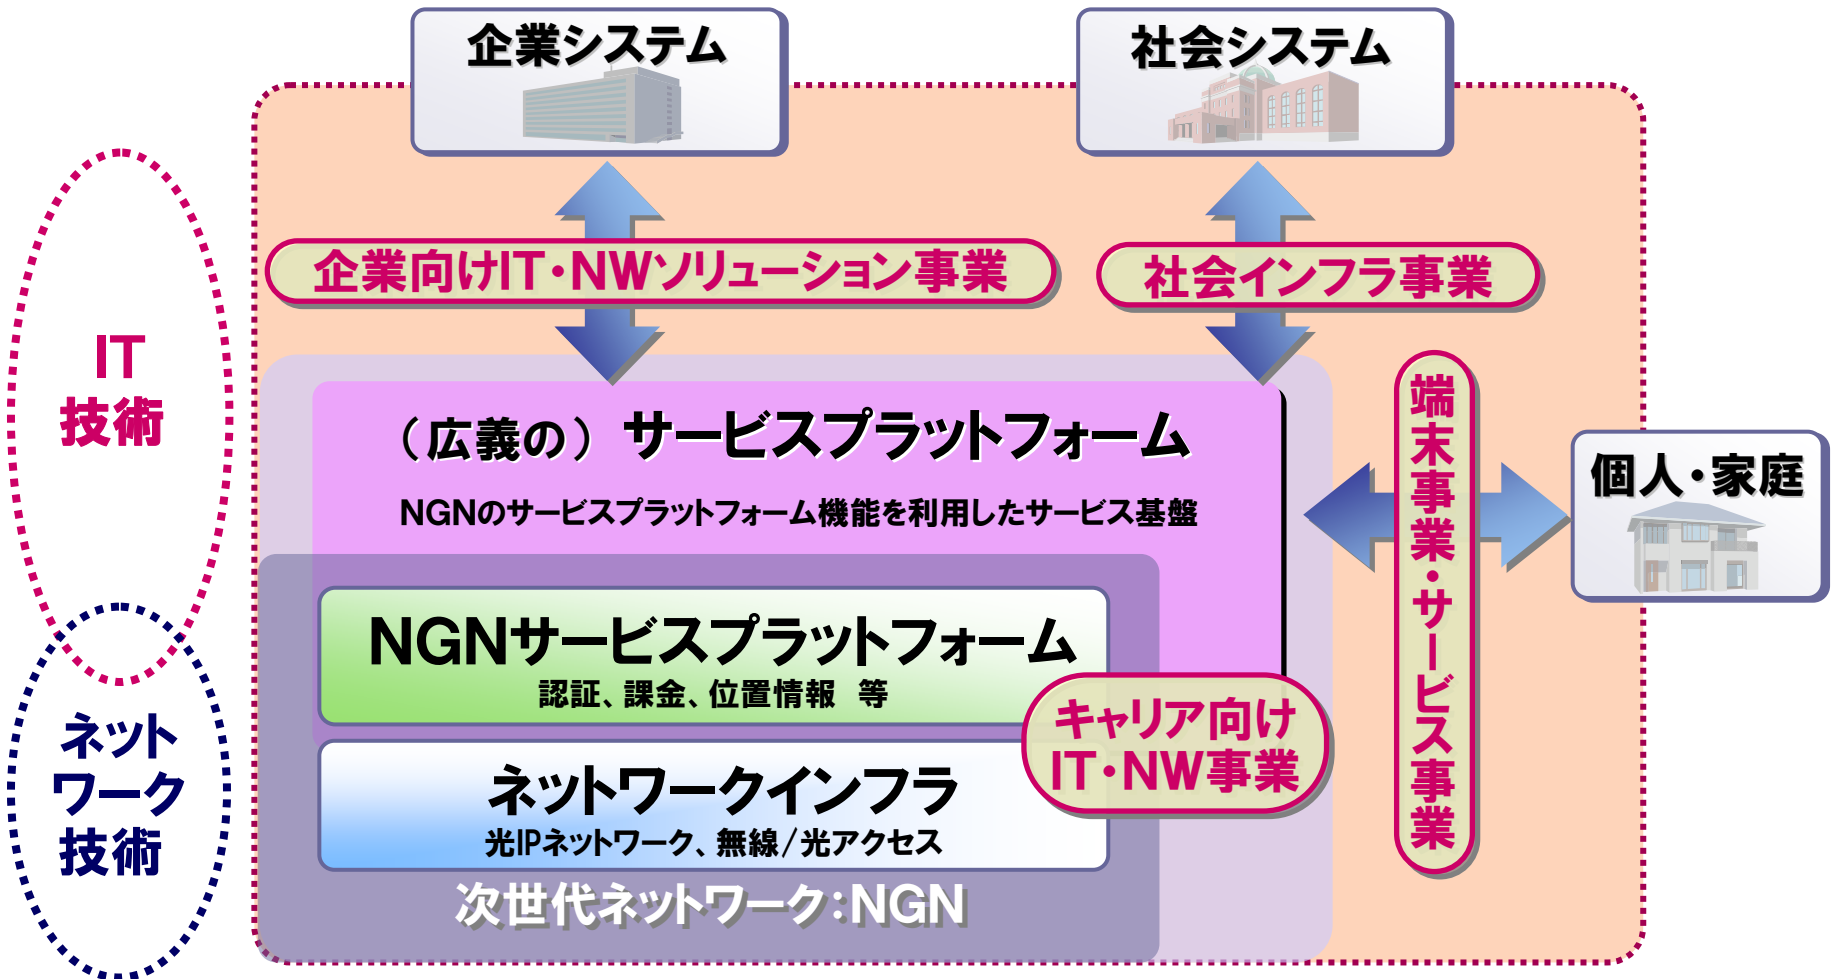 企業システム
社会システム
企業向けIT・NWソリューション事業
社会インフラ事業
IT
技術
（広義の）サービスプラットフォーム
NGNのサービスプラットフォーム機能を利用したサービス基盤
端末事業・サービス事業
個人・家庭
NGNサービスプラットフォーム
認証、課金、位置情報　等
キャリア向け
IT・NW事業
ネット
ワーク
技術
ネットワークインフラ
光IPネットワーク、無線/光アクセス
次世代ネットワーク：NGN